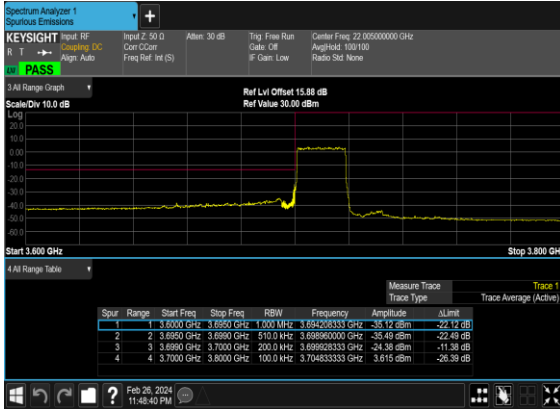 Spectrum Analyzer 1
Spurious Emissions
+
KEYSIGHT Input: RF Input Z: 50 Ω Atten: 30 dB Trig: Free Run Center Freq: 22.005000000 GHz
R T Coupling: DC Corr CCorr Gate: Off Avg|Hold: 100/100
Align: Auto Freq Ref: Int (S) IF Gain: Low Radio Std: None
PASS
3 All Range Graph
Ref Lvl Offset 15.88 dB
Scale/Div 10.0 dB Ref Value 30.00 dBm
Log
20.0
10.0
0.00
-10.0
-20.0
-30.0
-40.0
-50.0
-60.0
Start 3.600 GHz Stop 3.800 GH
4 All Range Table
Measure Trace Trace 1
Trace Type Trace Average (Active)
Spur Range Start Freq Stop Freq RBW Frequency Amplitude ΔLimit
1 1 3.6000 GHz 3.6950 GHz 1.000 MHz 3.694208333 GHz -35.12 dBm -22.12 dB
2 2 3.6950 GHz 3.6990 GHz 510.0 kHz 3.698960000 GHz -35.49 dBm -22.49 dB
3 3 3.6990 GHz 3.7000 GHz 200.0 kHz 3.699928333 GHz -24.38 dBm -11.38 dB
4 4 3.7000 GHz 3.8000 GHz 100.0 kHz 3.704833333 GHz 3.615 dBm -26.39 dB
? Feb 26, 2024
11:48:40 PM